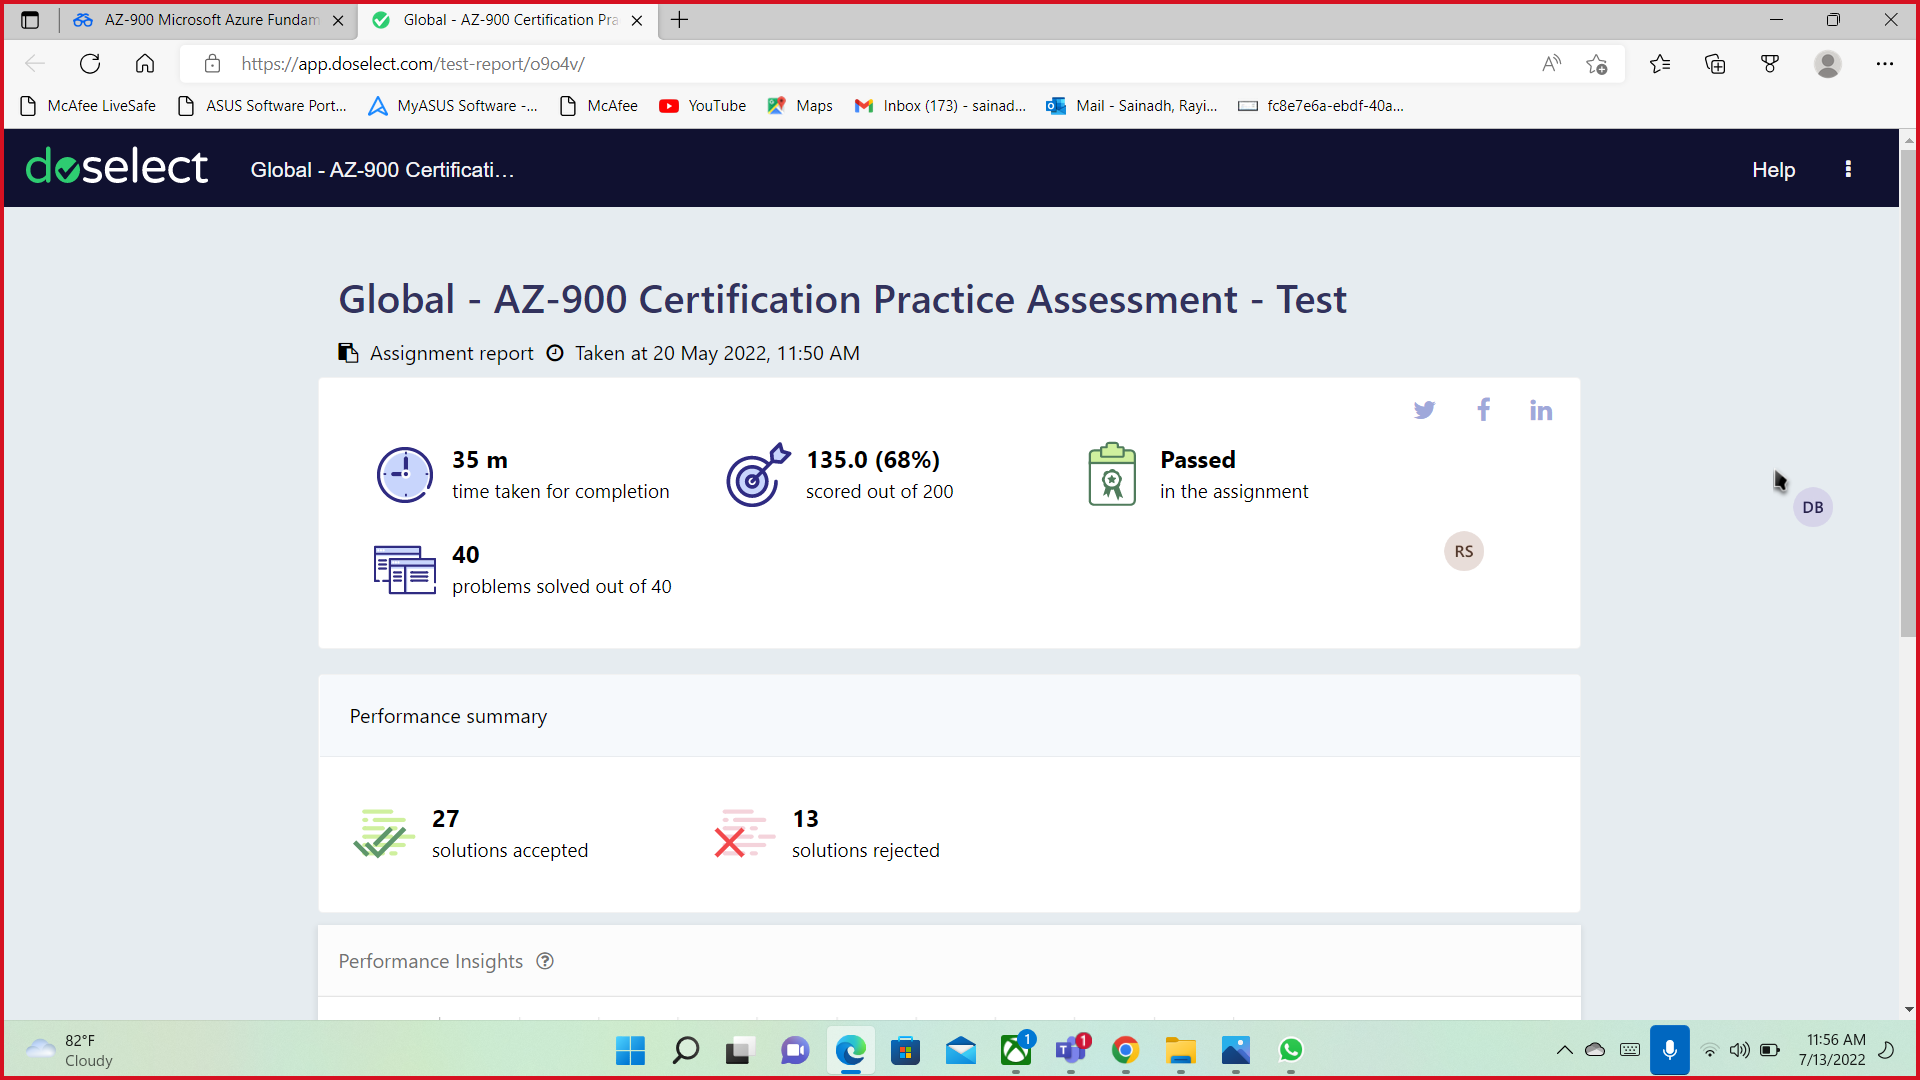 AZ-900 Microsoft Azure Fundam
Global - AZ-900 Certification Pra
https://app.doselect.com/test-report/o9o4v/
McAfee LiveSafe
ASUS Software Port...
MyASUS Software -...
McAfee
YouTube
Maps
Inbox (173) - sainad...
Mail - Sainadh, Rayi...
fc8e7e6a-ebdf-40a...
doselect
Global - AZ-900 Certificati...
Help
Global - AZ-900 Certification Practice Assessment - Test
Assignment report Taken at 20 May 2022, 11:50 AM
35 m
time taken for completion
135.0 (68%)
scored out of 200
Passed
in the assignment
40
problems solved out of 40
RS
DB
Performance summary
27
solutions accepted
13
solutions rejected
Performance Insights
82°F
Cloudy
1
1
11:56 AM
7/13/2022